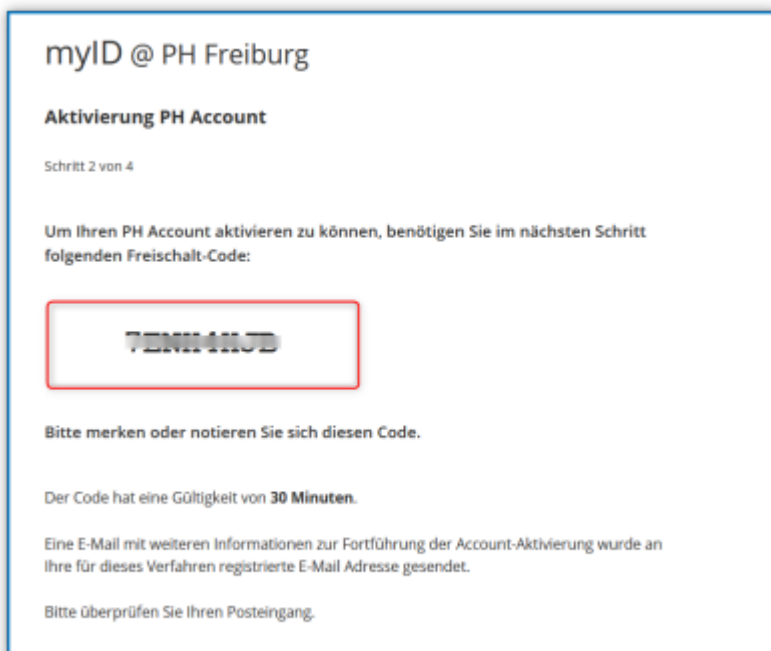 myID @ PH Freiburg
Aktivierung PH Account
Schritt 2 von 4
Um Ihren PH Account aktivieren zu können, benötigen Sie im nächsten Schritt
folgenden Freischalt-Code:
Bitte merken oder notieren Sie sich diesen Code.
Der Code hat eine Gültigkeit von 30 Minuten.
Eine E-Mail mit weiteren Informationen zur Fortführung der Account-Aktivierung wurde an
Ihre für dieses Verfahren registrierte E-Mail Adresse gesendet.
Bitte überprüfen Sie Ihren Posteingang.